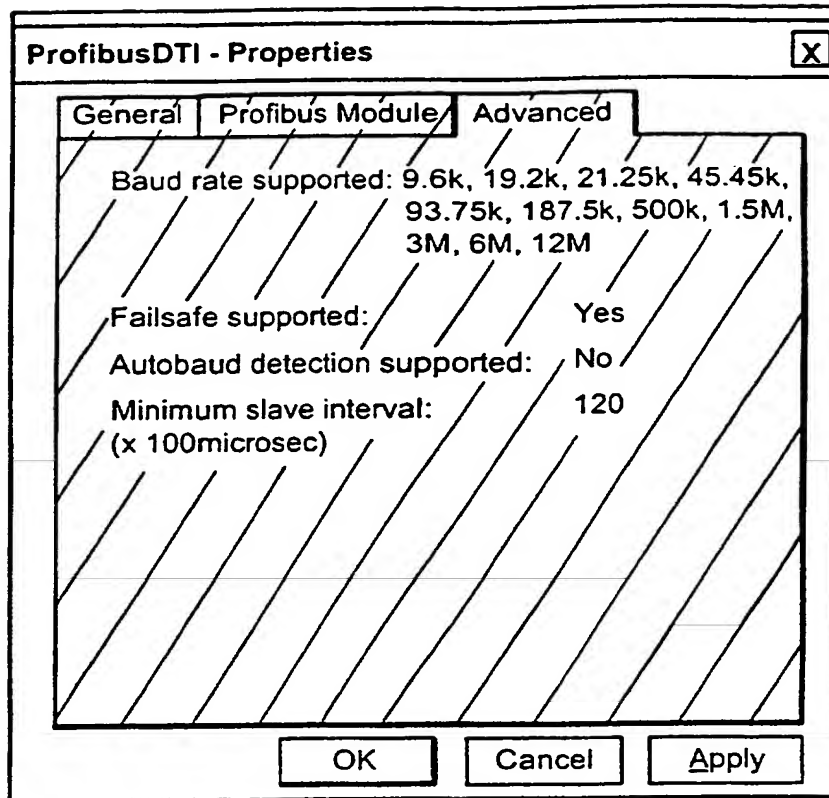 ProfibusDTI - Properties
X
General
Profibus Module
Advanced
Baud rate supported: 9.6k, 19.2k, 21.25k, 45.45k,
93.75k, 187.5k, 500k, 1.5M,
3M, 6M, 12M
Failsafe supported: Yes
Autobaud detection supported: No
Minimum slave interval: 120
(x 100microsec)
OK
Cancel
Apply